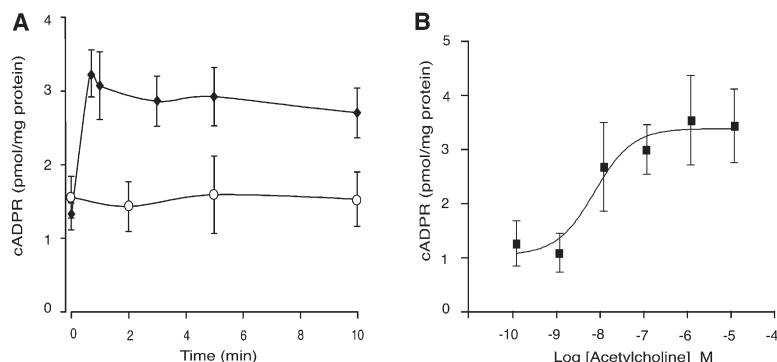 A
4
3
2
1
0
cADPR (pmol/mg protein)
0 2 4 6 8 10
Time (min)
B
5
4
3
2
1
0
cADPR (pmol/mg protein)
-10 -9 -8 -7 -6 -5 -4
Log [Acetylcholine] M